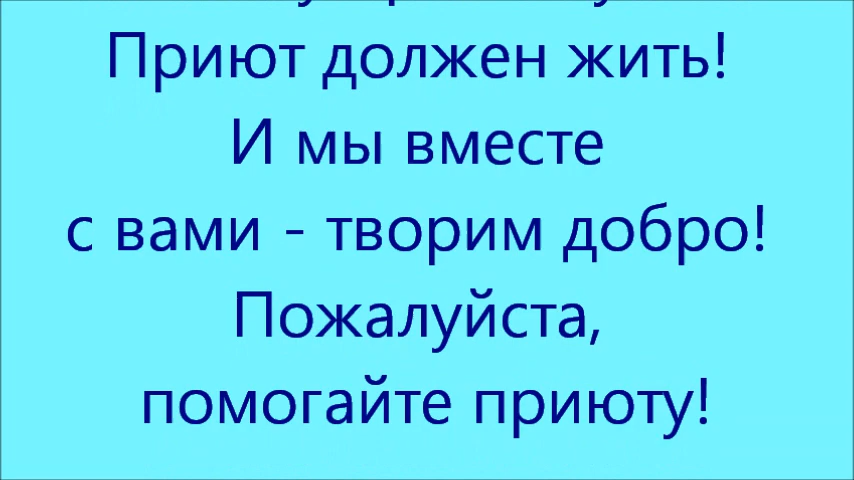 Приют должен жить!
И мы вместе
с вами - творим добро!
Пожалуйста,
помогайте приюту!